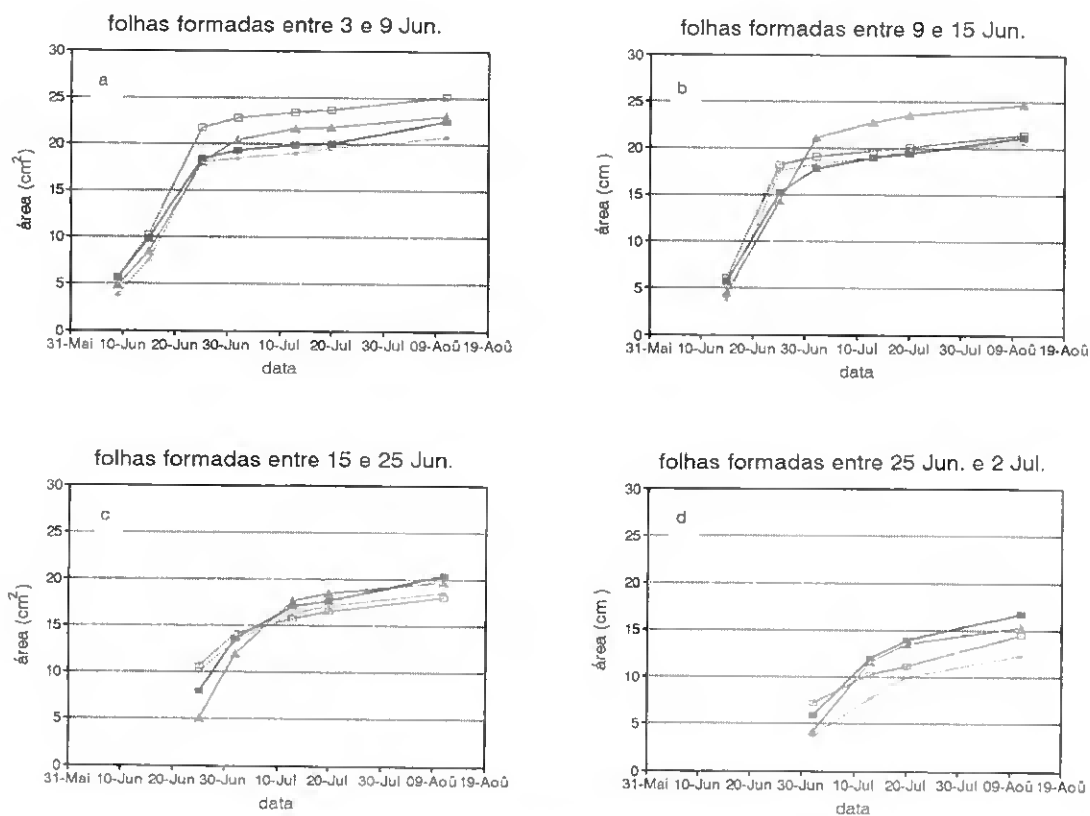 folhas formadas entre 3 e 9 Jun.
30
25
20
15
10
5
0
a
área (cm²)
31-Mai 10-Jun 20-Jun 30-Jun 10-Jul 20-Jul 30-Jul 09-Aoû 19-Aoû
data
folhas formadas entre 9 e 15 Jun.
30
25
20
15
10
5
0
b
área (cm)
31-Mai 10-Jun 20-Jun 30-Jun 10-Jul 20-Jul 30-Jul 09-Aoû 19-Aoû
data
folhas formadas entre 15 e 25 Jun.
30
25
20
15
10
5
0
c
área (cm²)
31-Mai 10-Jun 20-Jun 30-Jun 10-Jul 20-Jul 30-Jul 09-Aoû 19-Aoû
data
folhas formadas entre 25 Jun. e 2 Jul.
30
25
20
15
10
5
0
d
área (cm)
31-Mai 10-Jun 20-Jun 30-Jun 10-Jul 20-Jul 30-Jul 09-Aoû 19-Aoû
data